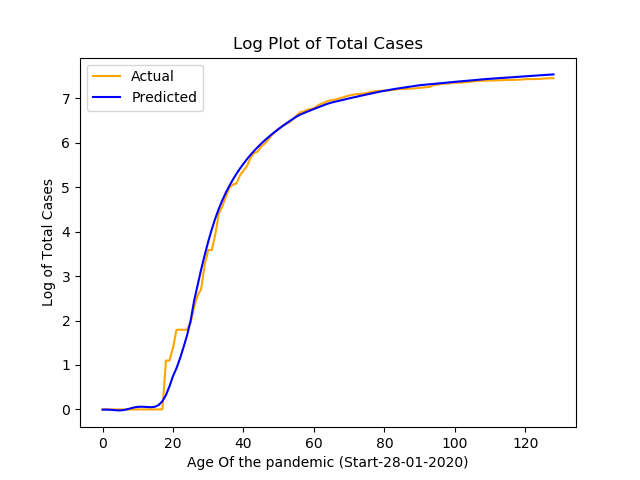 Log Plot of Total Cases
Actual
Predicted
7
6
5
4
3
2
1
0
Log of Total Cases
0 20 40 60 80 100 120
Age Of the pandemic (Start-28-01-2020)